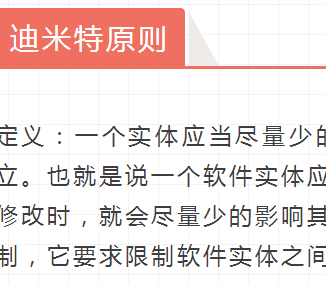 迪米特原则
定义：一个实体应当尽量少的
立。也就是说一个软件实体应
修改时，就会尽量少的影响其
制，它要求限制软件实体之间